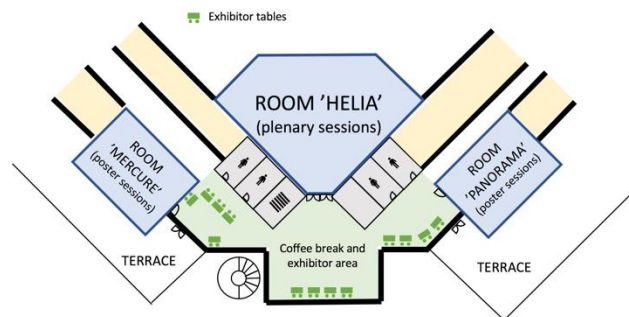 Exhibitor tables
ROOM 'HELIA'
(plenary sessions)
ROOM
'MERCURE'
(poster sessions)
ROOM
'PANORAMA'
(poster sessions)
Coffee break and
exhibitor area
TERRACE
TERRACE